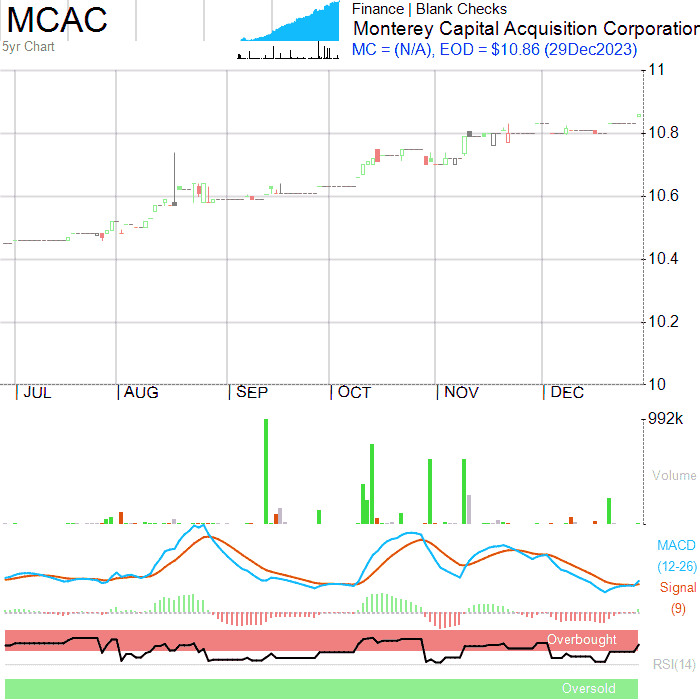 MCAC
5yr Chart
Finance | Blank Checks
Monterey Capital Acquisition Corporation
MC = (N/A), EOD = $10.86 (29Dec2023)
11
10.8
10.6
10.4
10.2
10
JUL AUG SEP OCT NOV DEC
992k
Volume
MACD
(12-26)
Signal
(9)
Overbought
RSI(14)
Oversold